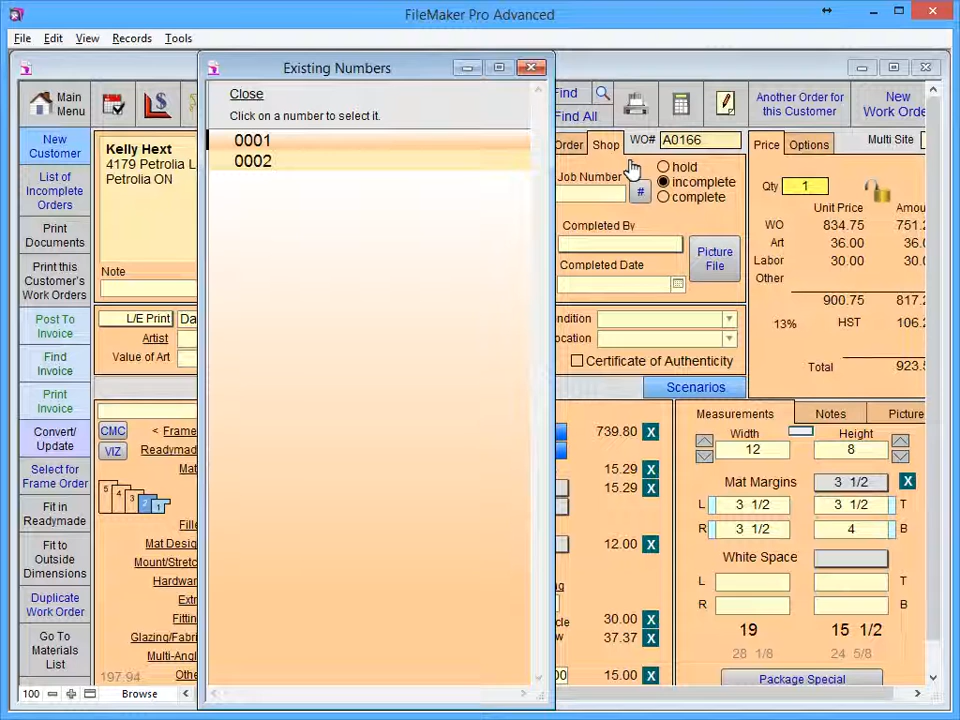 FileMaker Pro Advanced
File Edit View Records Tools
Existing Numbers
Close
Click on a number to select it.
0001
0002
Main Menu
Find
Find All
Another Order for this Customer
New
New Customer
List of Incomplete Orders
Print Documents
Print this Customer's Work Orders
Post To Invoice
Find Invoice
Print Invoice
Convert/ Update
Select for Frame Order
Fit in Readymade
Fit to Outside Dimensions
Duplicate Work Order
Go To Materials List
100 Browse
Kelly Hext
4179 Petrolia L
Petrolia ON
Note
L/E Print Da
Artist
Value of Art
CMC < Frame
VIZ Readymad
Mat
5 4 3 2 1
Fille
Mat Desig
Mount/Stretc
Hardwar
Extr
Fittin
Glazing/Fabri
Multi-Angl
197.94 Othe
Order Shop WO# A0166
Job Number
#
hold
incomplete
complete
Completed By
Completed Date
Picture File
ndition
ocation
Certificate of Authenticity
Scenarios
Price Options Multi Site
Qty 1
Unit Price Amou
WO 834.75 751.2
Art 36.00 36.0
Labor 30.00 30.0
Other
900.75 817.2
13% HST 106.2
Total 923.5
739.80 X
15.29 X
15.29 X
12.00 X
ng
cle 30.00 X
w 37.37 X
00 15.00 X
Measurements Notes Picture
Width Height
12 8
Mat Margins 3 1/2 X
L 3 1/2 3 1/2 T
R 3 1/2 4 B
White Space
L T
R B
19 15 1/2
28 1/8 24 5/8
Package Special